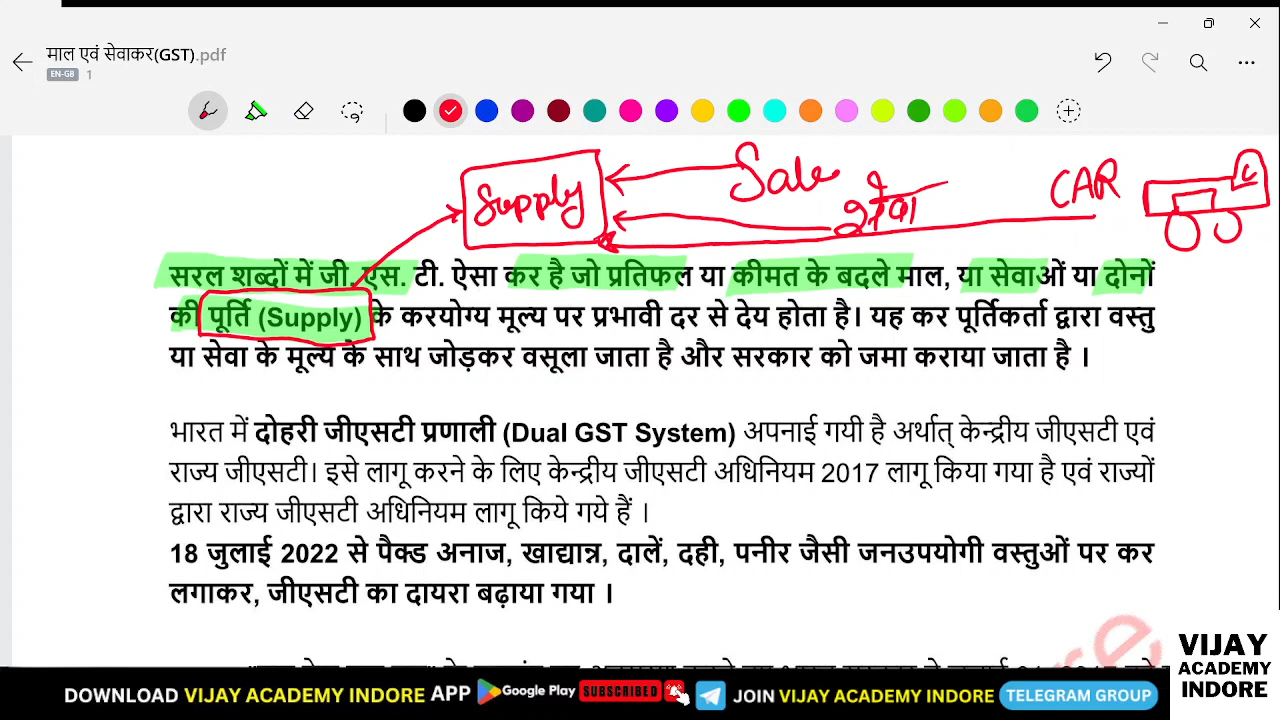 माल एवं सेवाकर(GST).pdf
EN-GB 1
Supply
Sale
सेवा
CAR
सरल शब्दों में जी. एस. टी. ऐसा कर है जो प्रतिफल या कीमत के बदले माल, या सेवाओं या दोनों
की पूर्ति (Supply) के करयोग्य मूल्य पर प्रभावी दर से देय होता है। यह कर पूर्तिकर्ता द्वारा वस्तु
या सेवा के मूल्य के साथ जोड़कर वसूला जाता है और सरकार को जमा कराया जाता है ।
भारत में दोहरी जीएसटी प्रणाली (Dual GST System) अपनाई गयी है अर्थात् केन्द्रीय जीएसटी एवं
राज्य जीएसटी। इसे लागू करने के लिए केन्द्रीय जीएसटी अधिनियम 2017 लागू किया गया है एवं राज्यों
द्वारा राज्य जीएसटी अधिनियम लागू किये गये हैं ।
18 जुलाई 2022 से पैक्ड अनाज, खाद्यान्न, दालें, दही, पनीर जैसी जनउपयोगी वस्तुओं पर कर
लगाकर, जीएसटी का दायरा बढ़ाया गया ।
VIJAY
ACADEMY
INDORE
DOWNLOAD VIJAY ACADEMY INDORE APP Google Play SUBSCRIBED JOIN VIJAY ACADEMY INDORE TELEGRAM GROUP